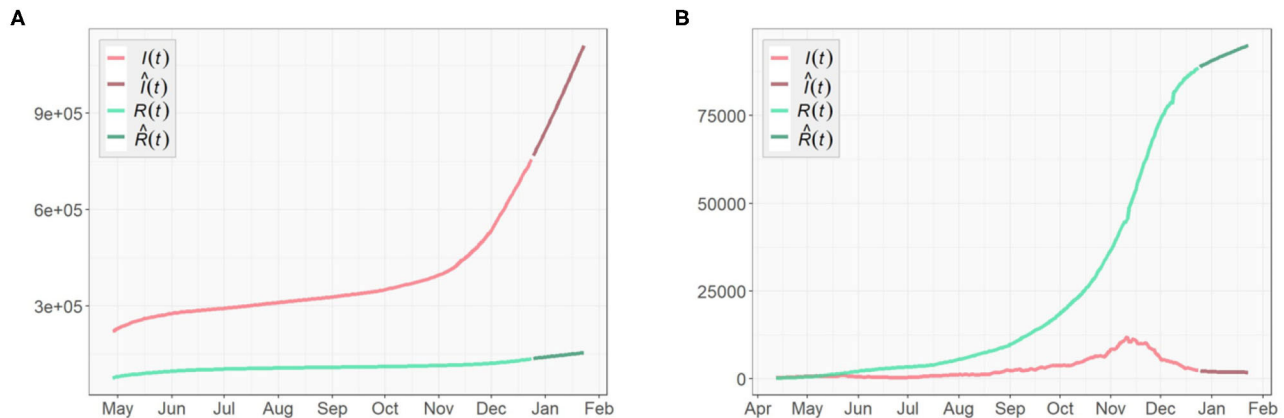 A
I(t)
Î(t)
R(t)
R̂(t)
9e+05
6e+05
3e+05
May Jun Jul Aug Sep Oct Nov Dec Jan Feb
B
I(t)
Î(t)
R(t)
R̂(t)
75000
50000
25000
0
Apr May Jun Jul Aug Sep Oct Nov Dec Jan Feb